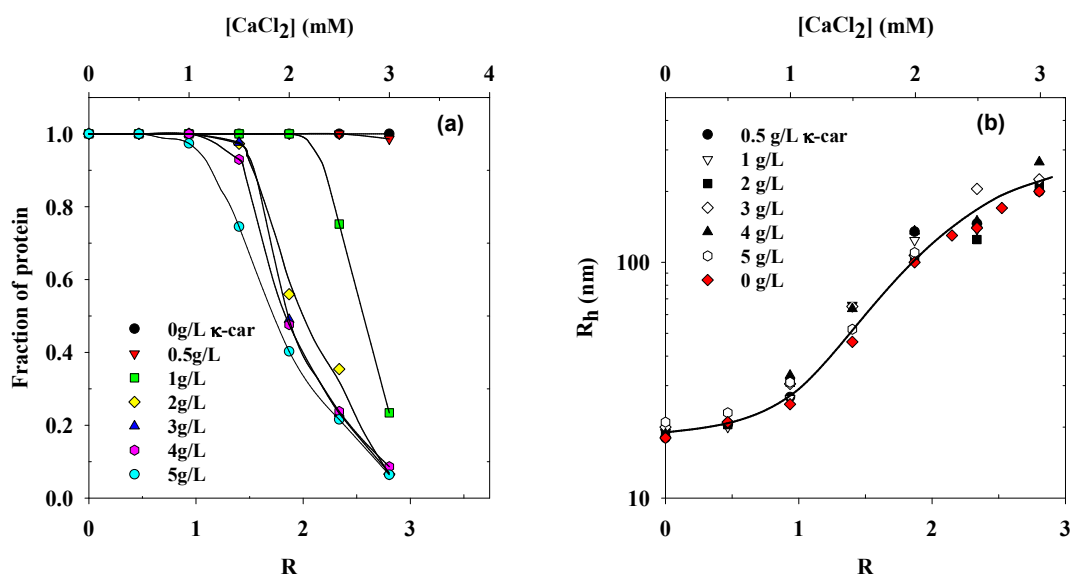 [CaCl2] (mM)
0 1 2 3 4
(a)
Fraction of protein
1.0
0.8
0.6
0.4
0.2
0.0
0g/L κ-car
0.5g/L
1g/L
2g/L
3g/L
4g/L
5g/L
0 1 2 3
R
[CaCl2] (mM)
0 1 2 3
(b)
Rh (nm)
100
10
0.5 g/L κ-car
1 g/L
2 g/L
3 g/L
4 g/L
5 g/L
0 g/L
0 1 2 3
R